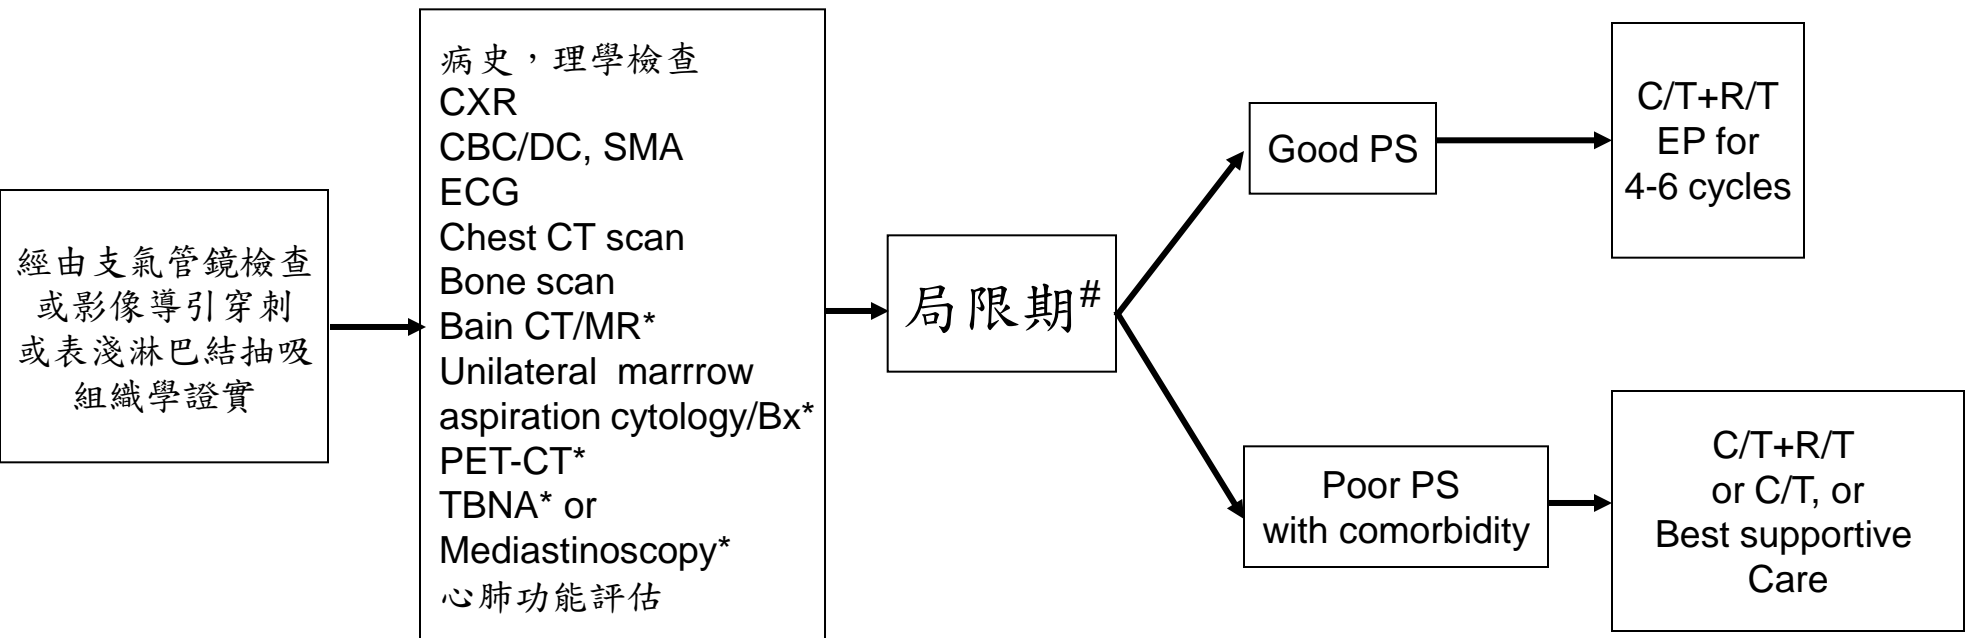 經由支氣管鏡檢查
或影像導引穿刺
或表淺淋巴結抽吸
組織學證實
病史，理學檢查
CXR
CBC/DC, SMA
ECG
Chest CT scan
Bone scan
Bain CT/MR*
Unilateral marrrow
aspiration cytology/Bx*
PET-CT*
TBNA* or
Mediastinoscopy*
心肺功能評估
局限期#
Good PS
C/T+R/T
EP for
4-6 cycles
Poor PS
with comorbidity
C/T+R/T
or C/T, or
Best supportive
Care